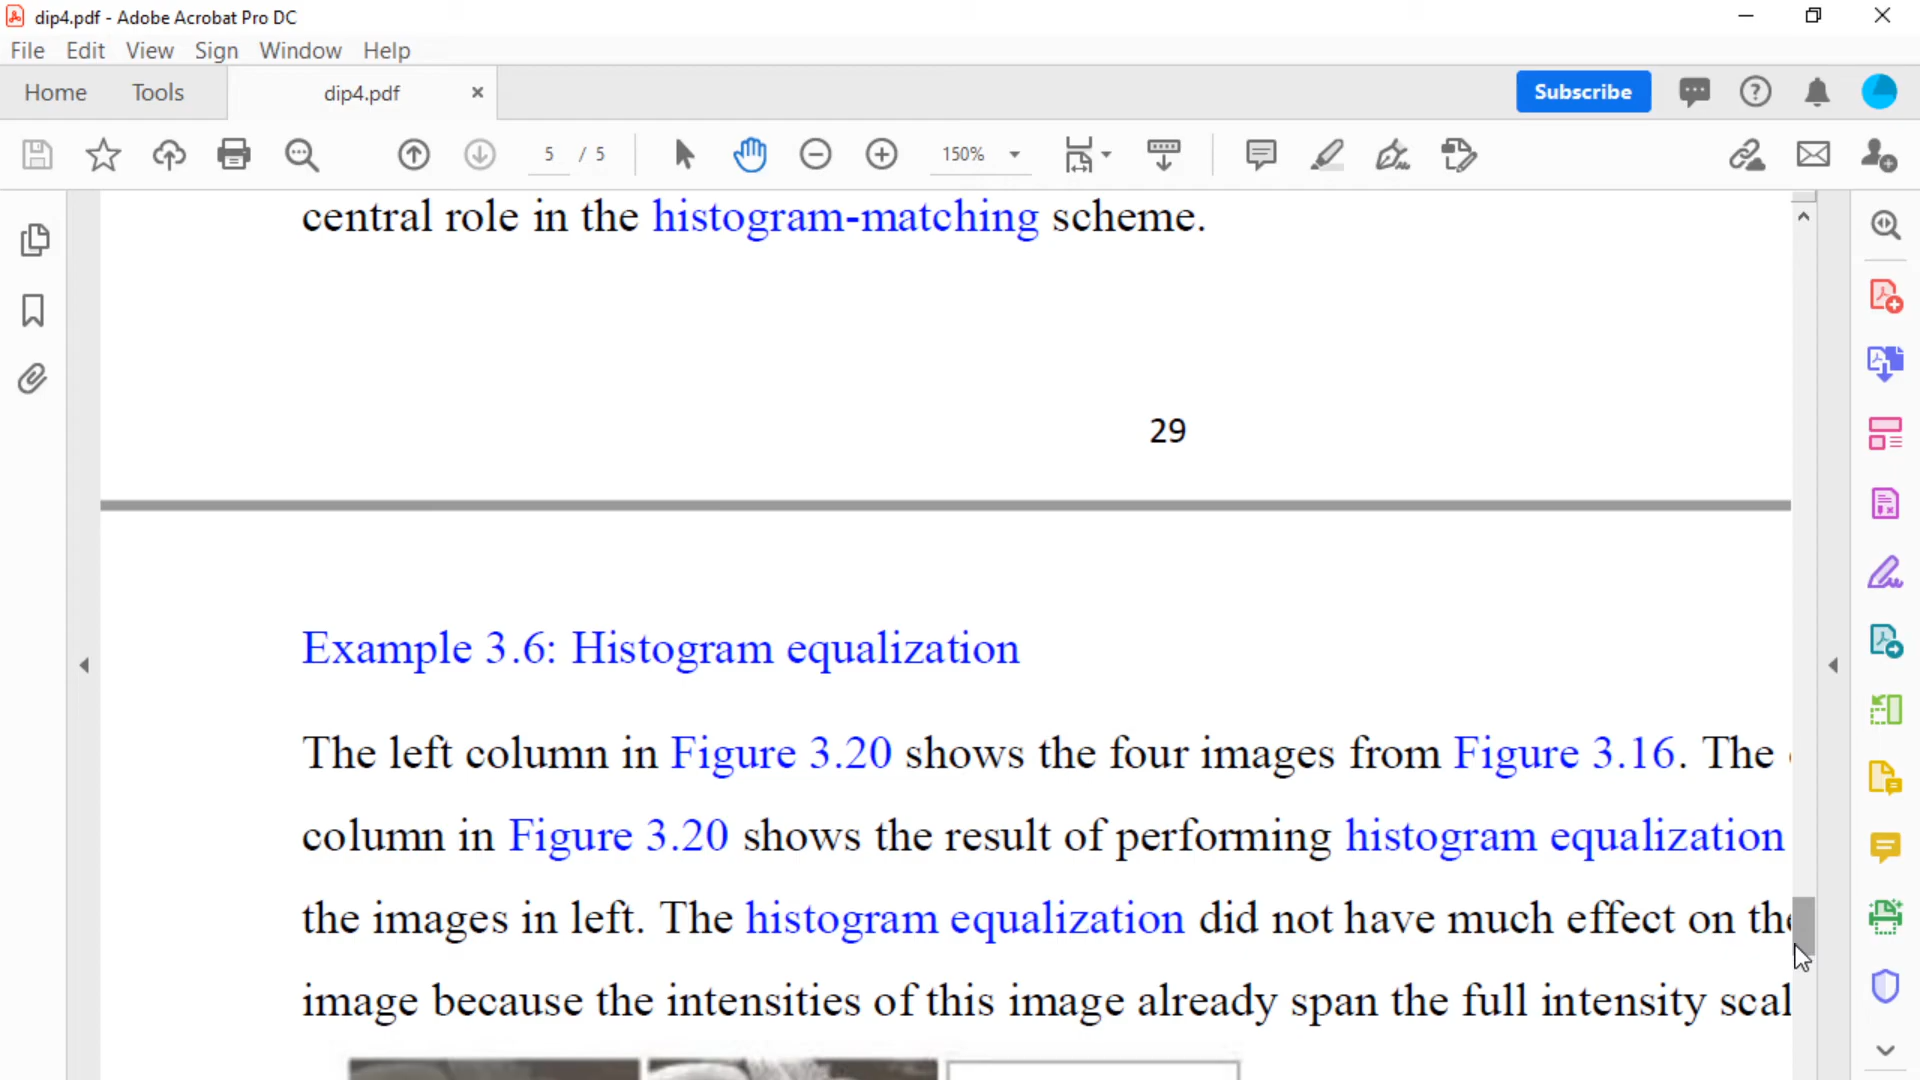 dip4.pdf - Adobe Acrobat Pro DC
File Edit View Sign Window Help
Home Tools dip4.pdf Subscribe
5 / 5 150%
central role in the histogram-matching scheme.
29
Example 3.6: Histogram equalization
The left column in Figure 3.20 shows the four images from Figure 3.16. The
column in Figure 3.20 shows the result of performing histogram equalization
the images in left. The histogram equalization did not have much effect on the
image because the intensities of this image already span the full intensity scal